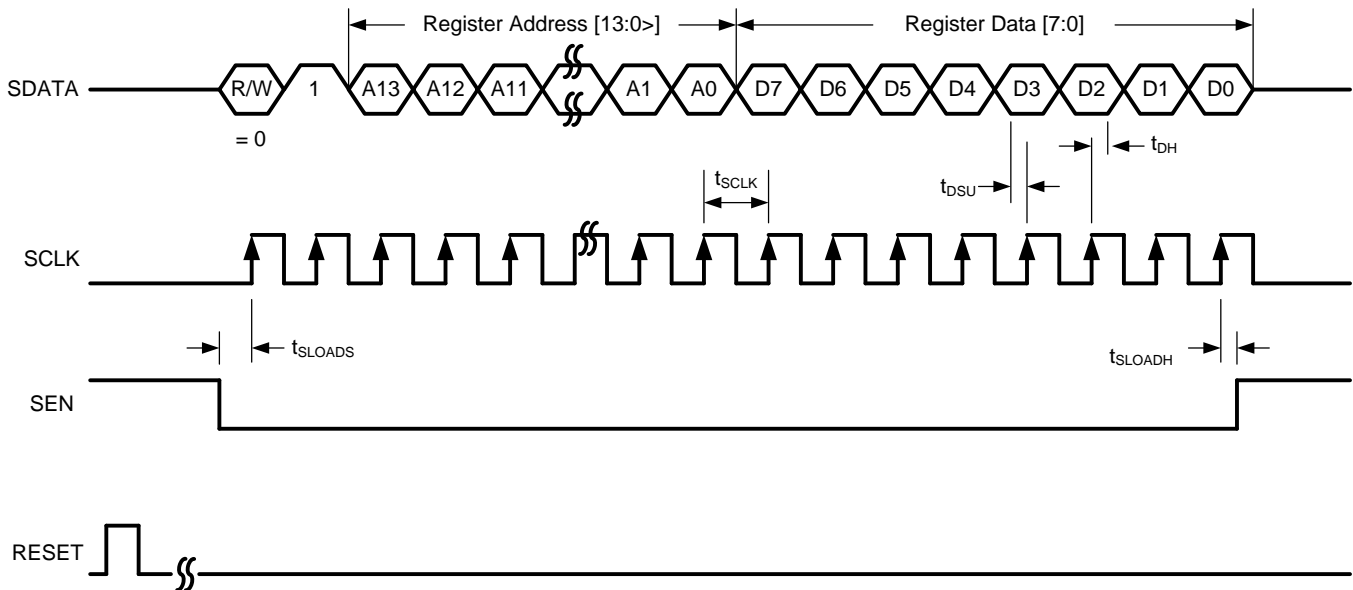 Register Address [13:0>] Register Data [7:0]
SDATA R/W 1 A13 A12 A11 A1 A0 D7 D6 D5 D4 D3 D2 D1 D0
= 0
tDH
tSCLK
tDSU
SCLK
tSLOADS
tSLOADH
SEN
RESET